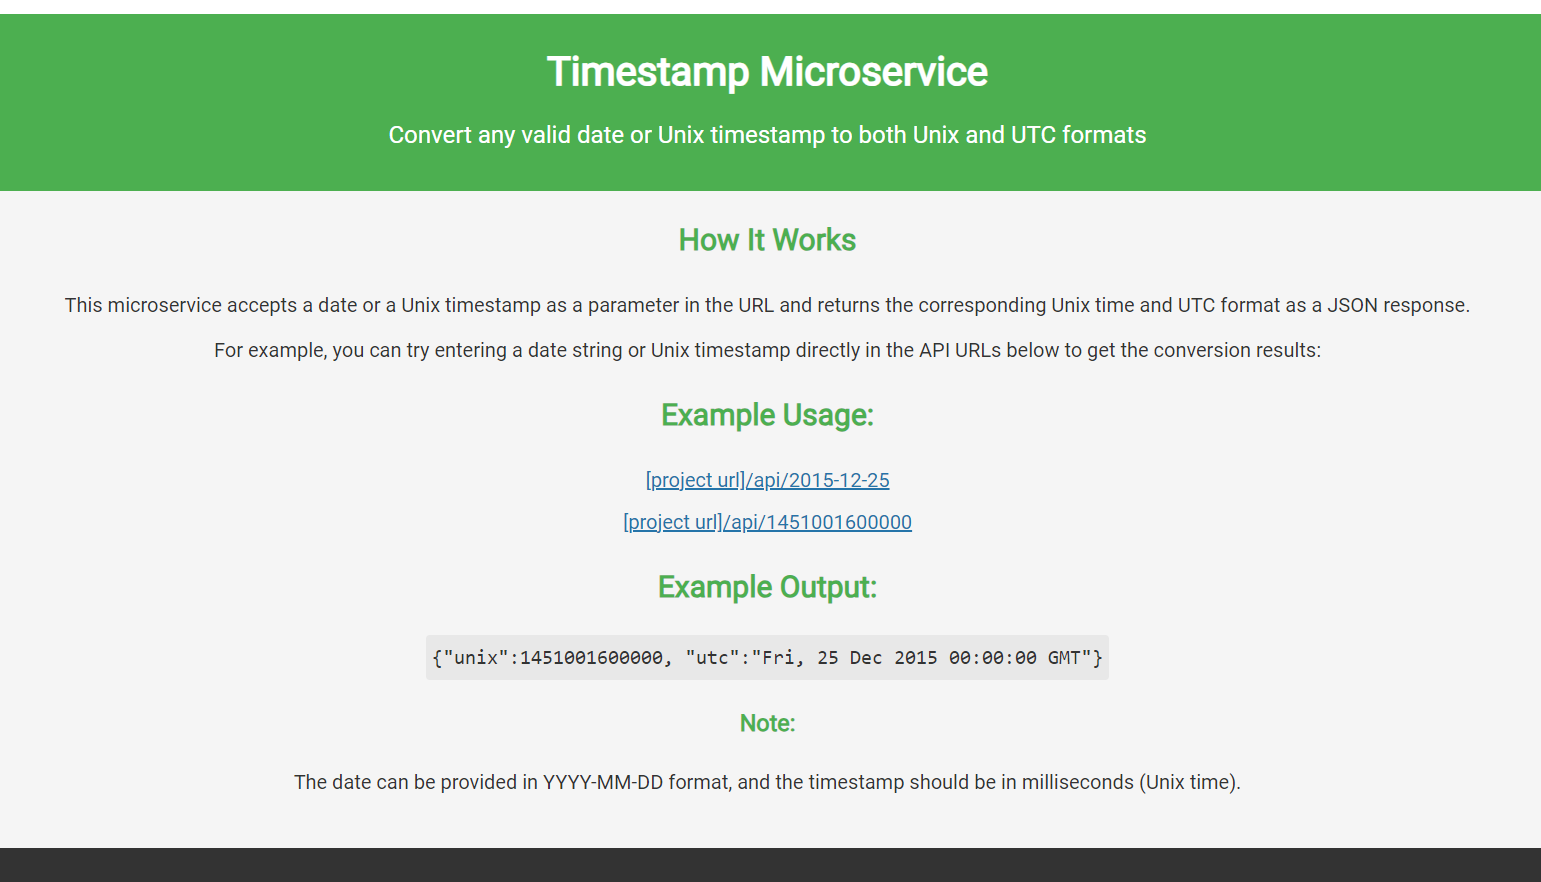 Timestamp Microservice
Convert any valid date or Unix timestamp to both Unix and UTC formats
How It Works
This microservice accepts a date or a Unix timestamp as a parameter in the URL and returns the corresponding Unix time and UTC format as a JSON response.
For example, you can try entering a date string or Unix timestamp directly in the API URLs below to get the conversion results:
Example Usage:
[project url]/api/2015-12-25
[project url]/api/1451001600000
Example Output:
{"unix":1451001600000, "utc":"Fri, 25 Dec 2015 00:00:00 GMT"}
Note:
The date can be provided in YYYY-MM-DD format, and the timestamp should be in milliseconds (Unix time).